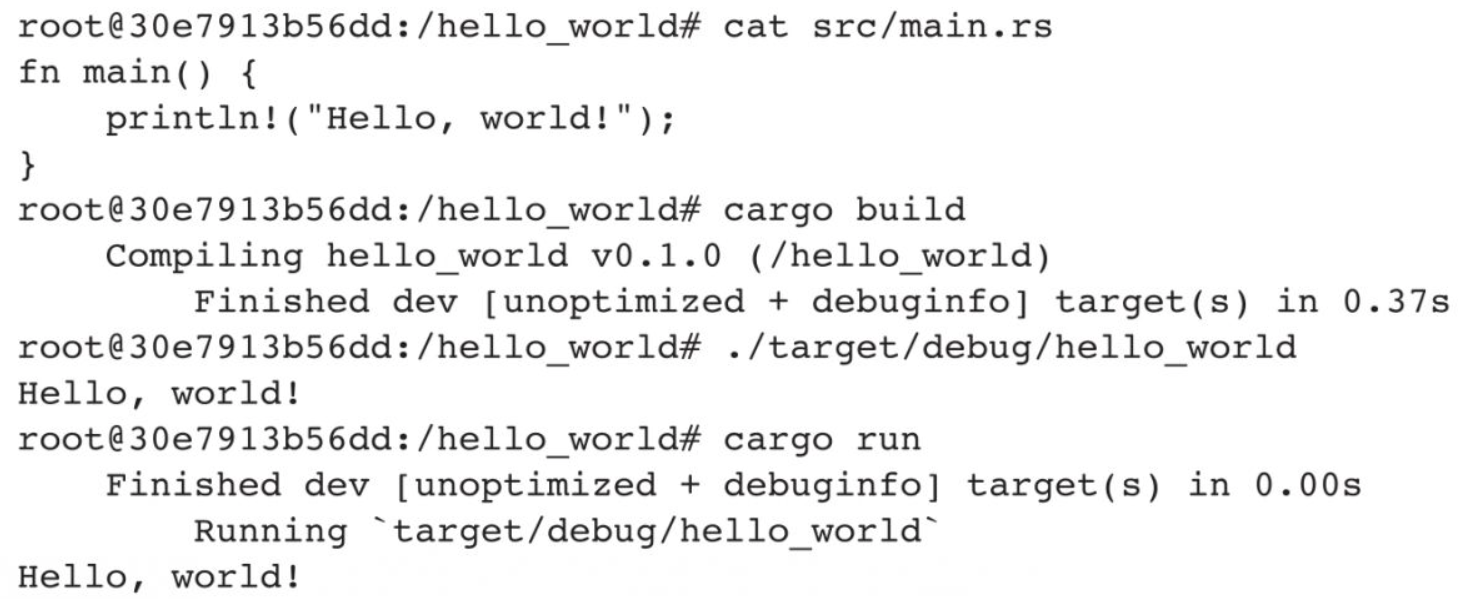 root@30e7913b56dd:/hello_world# cat src/main.rs
fn main() {
    println!("Hello, world!");
}
root@30e7913b56dd:/hello_world# cargo build
    Compiling hello_world v0.1.0 (/hello_world)
        Finished dev [unoptimized + debuginfo] target(s) in 0.37s
root@30e7913b56dd:/hello_world# ./target/debug/hello_world
Hello, world!
root@30e7913b56dd:/hello_world# cargo run
    Finished dev [unoptimized + debuginfo] target(s) in 0.00s
        Running `target/debug/hello_world`
Hello, world!